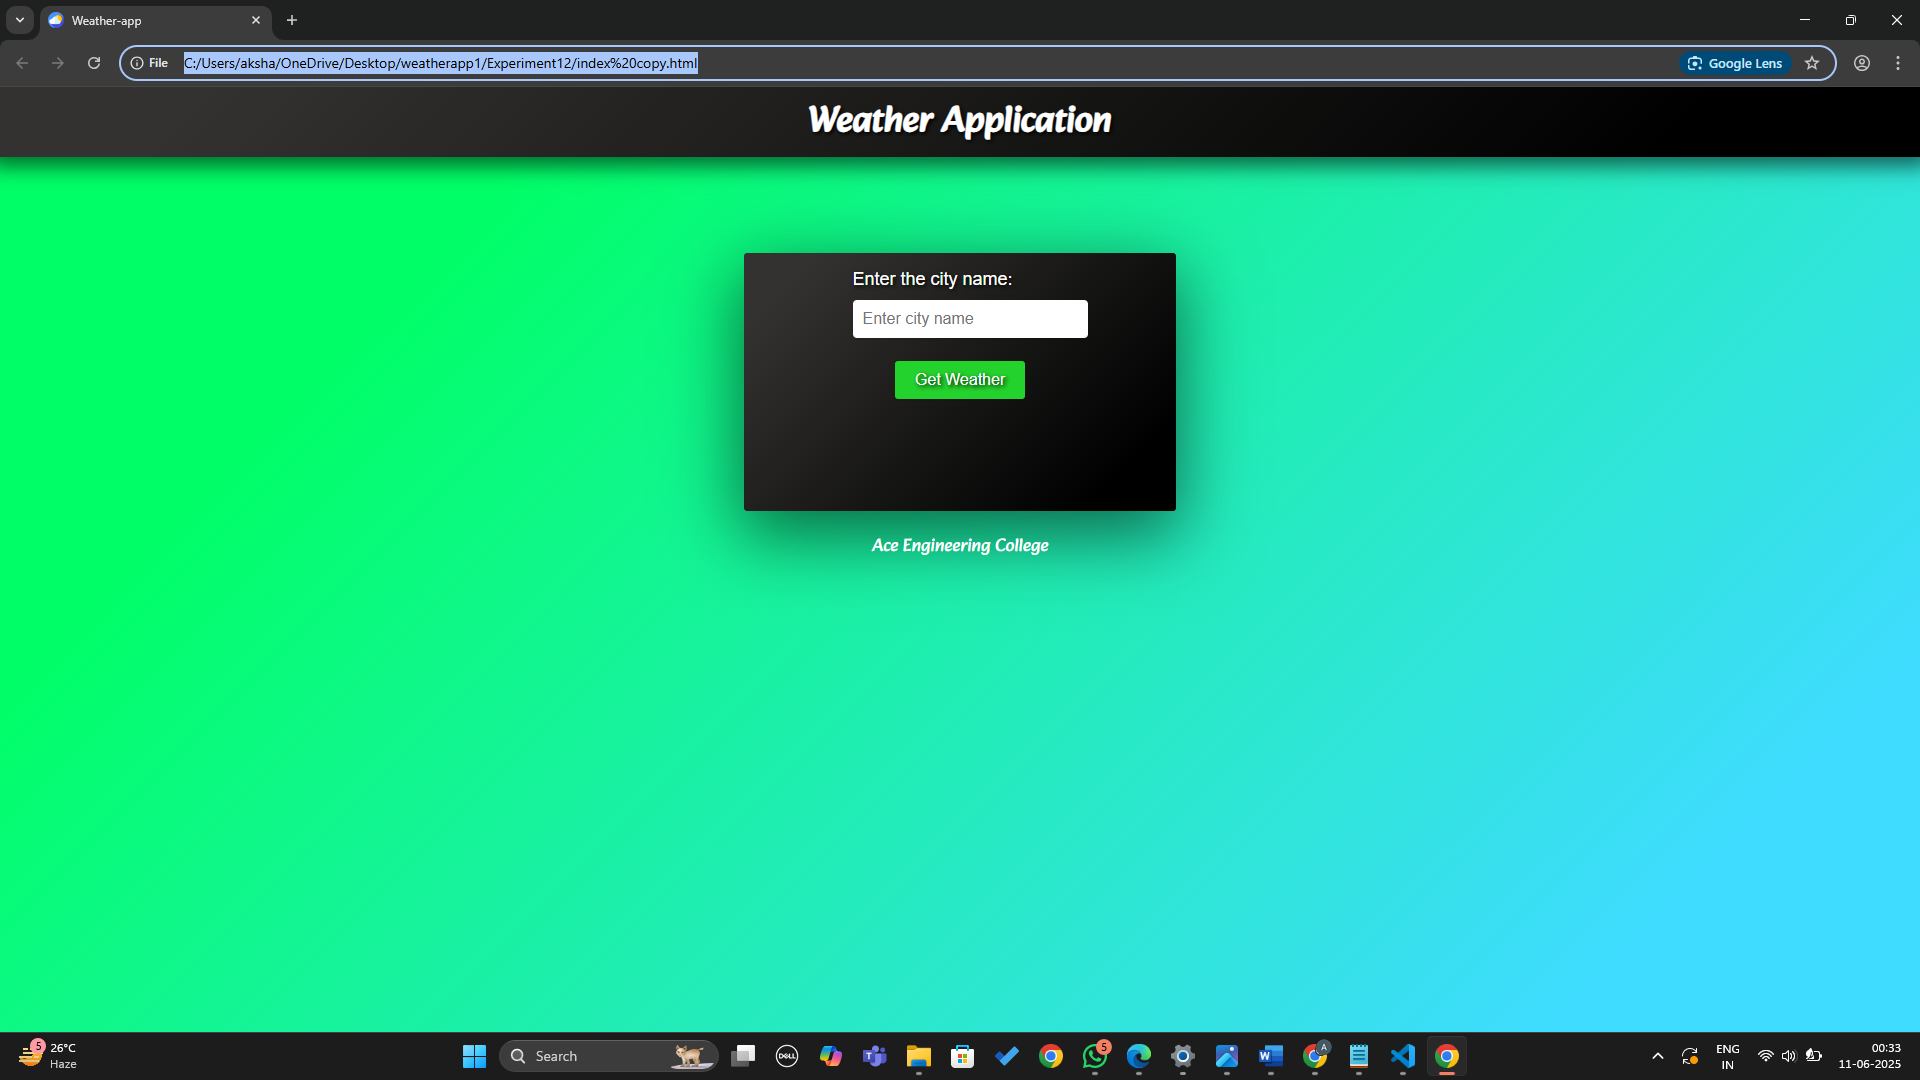 Weather-app
File
C:/Users/aksha/OneDrive/Desktop/weatherapp1/Experiment12/index%20copy.html
Google Lens
Weather Application
Enter the city name:
Enter city name
Get Weather
Ace Engineering College
5
26°C
Haze
Search
DELL
T
5
W
A
ENG
IN
00:33
11-06-2025